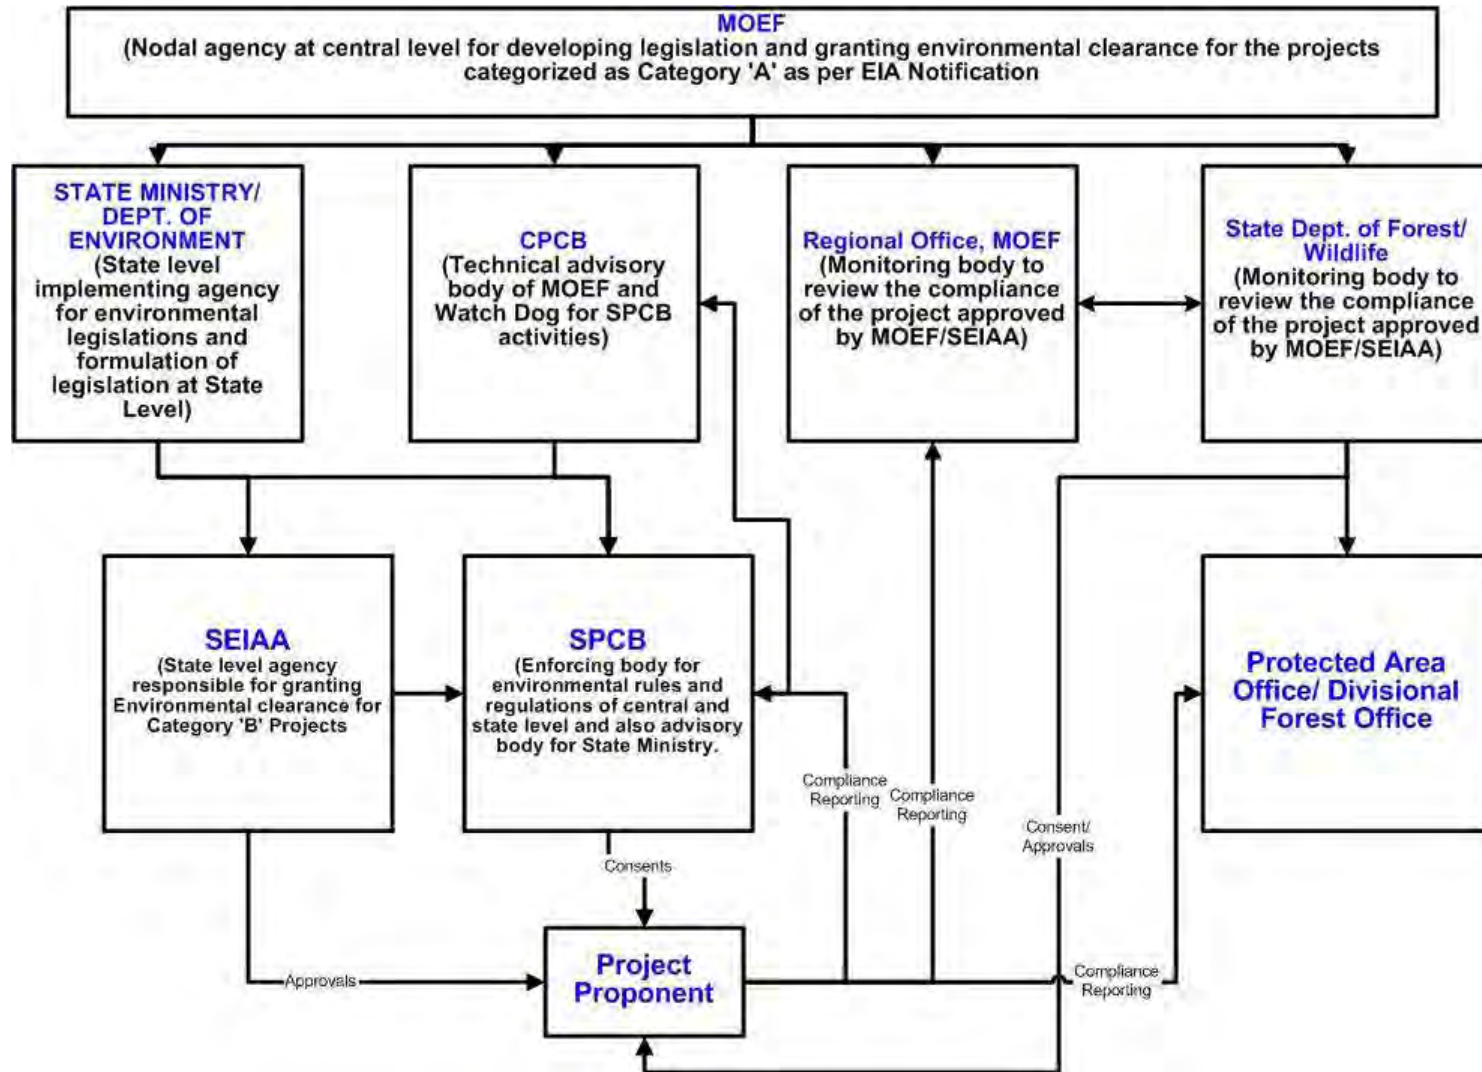 MOEF
(Nodal agency at central level for developing legislation and granting environmental clearance for the projects
categorized as Category 'A' as per EIA Notification
STATE MINISTRY/
DEPT. OF
ENVIRONMENT
(State level
implementing agency
for environmental
legislations and
formulation of
legislation at State
Level)
CPCB
(Technical advisory
body of MOEF and
Watch Dog for SPCB
activities)
Regional Office, MOEF
(Monitoring body to
review the compliance
of the project approved
by MOEF/SEIAA)
State Dept. of Forest/
Wildlife
(Monitoring body to
review the compliance
of the project approved
by MOEF/SEIAA)
SEIAA
(State level agency
responsible for granting
Environmental clearance for
Category 'B' Projects
SPCB
(Enforcing body for
environmental rules and
regulations of central and
state level and also advisory
body for State Ministry.
Protected Area
Office/ Divisional
Forest Office
Compliance
Reporting
Compliance
Reporting
Consent/
Approvals
Consents
Approvals
Project
Proponent
Compliance
Reporting